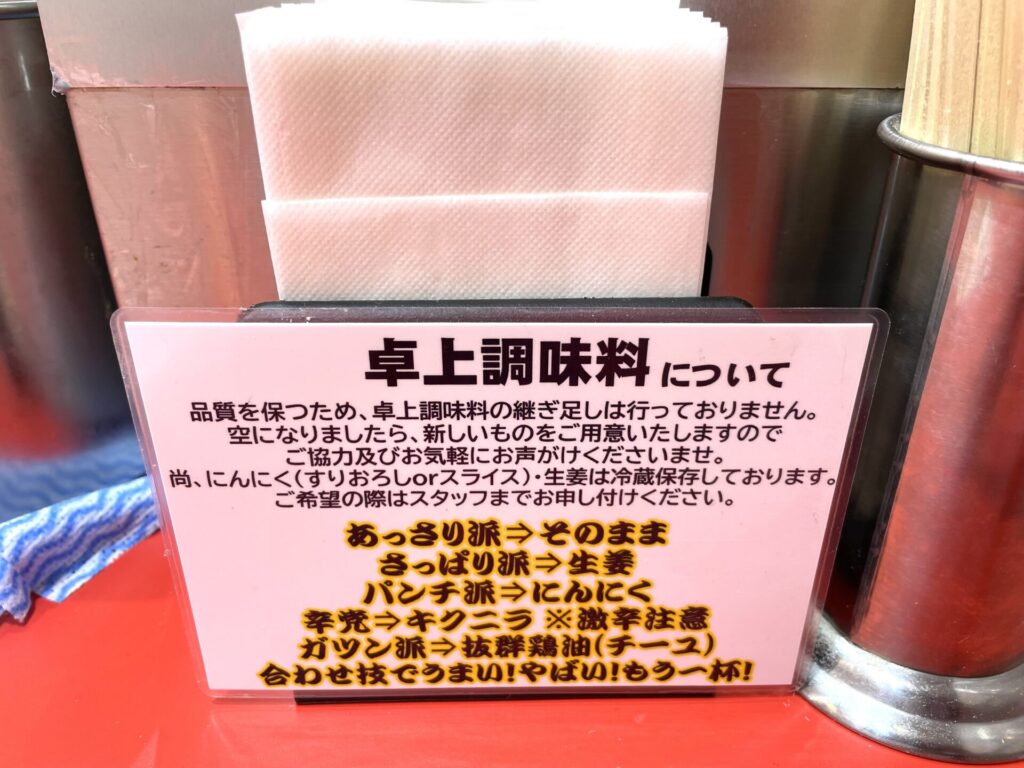 卓上調味料について
品質を保つため、卓上調味料の継ぎ足しは行っておりません。
空になりましたら、新しいものをご用意いたしますので
ご協力及びお気軽にお声がけくださいませ。
尚、にんにく(すりおろしorスライス)・生姜は冷蔵保存しております。
ご希望の際はスタッフまでお申し付けください。
あっさり派⇒そのまま
さっぱり派⇒生姜
パンチ派⇒にんにく
辛党⇒キクニラ ※激辛注意
ガツン派⇒抜群鶏油(チーユ)
合わせ技でうまい!やばい!もう一杯!